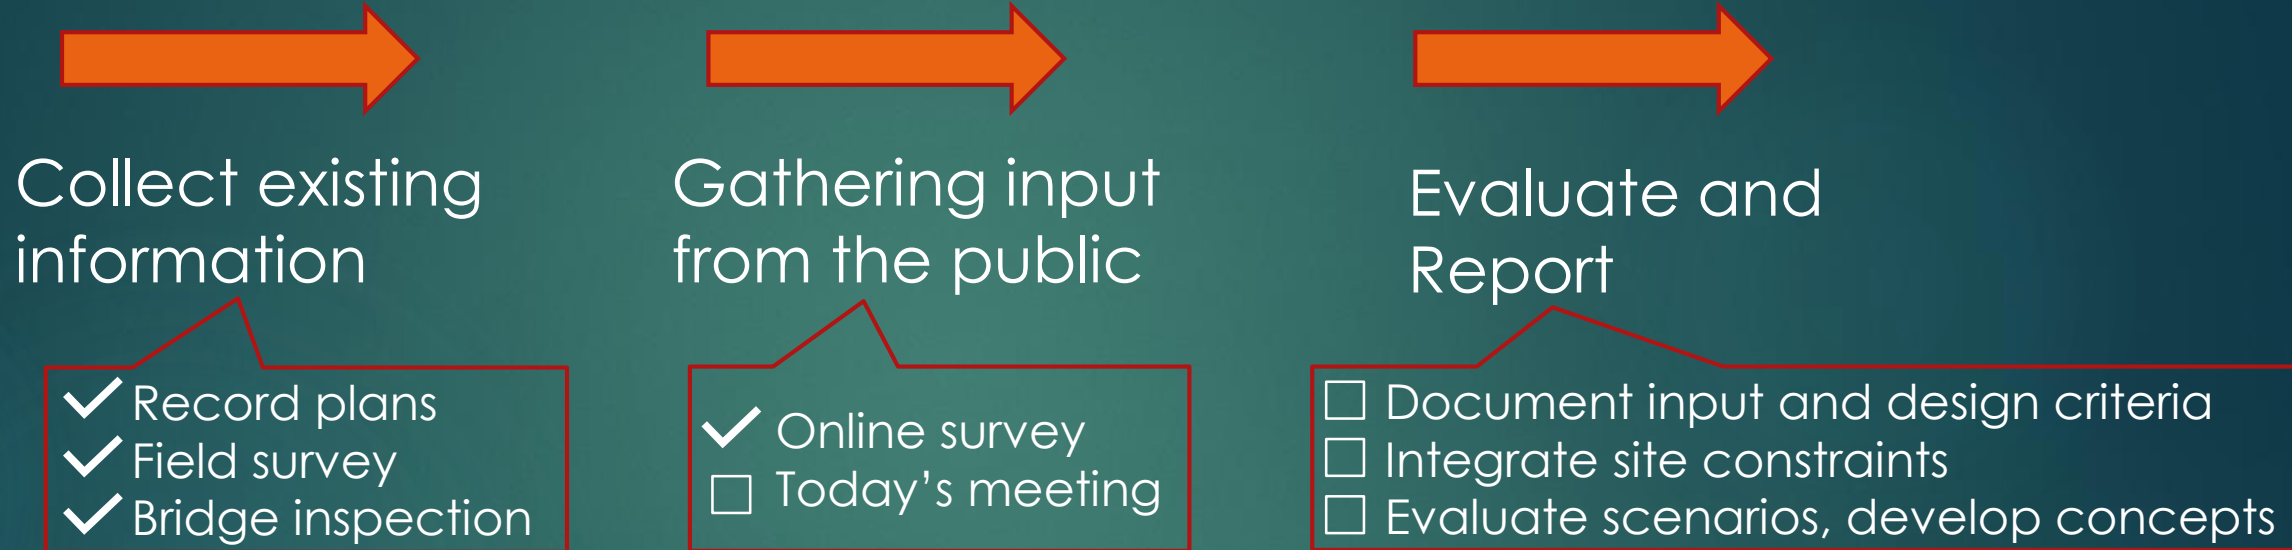 Collect existing
information
Gathering input
from the public
Evaluate and
Report
Record plans
Field survey
Bridge inspection
Online survey
Today’s meeting
Document input and design criteria
Integrate site constraints
Evaluate scenarios, develop concepts